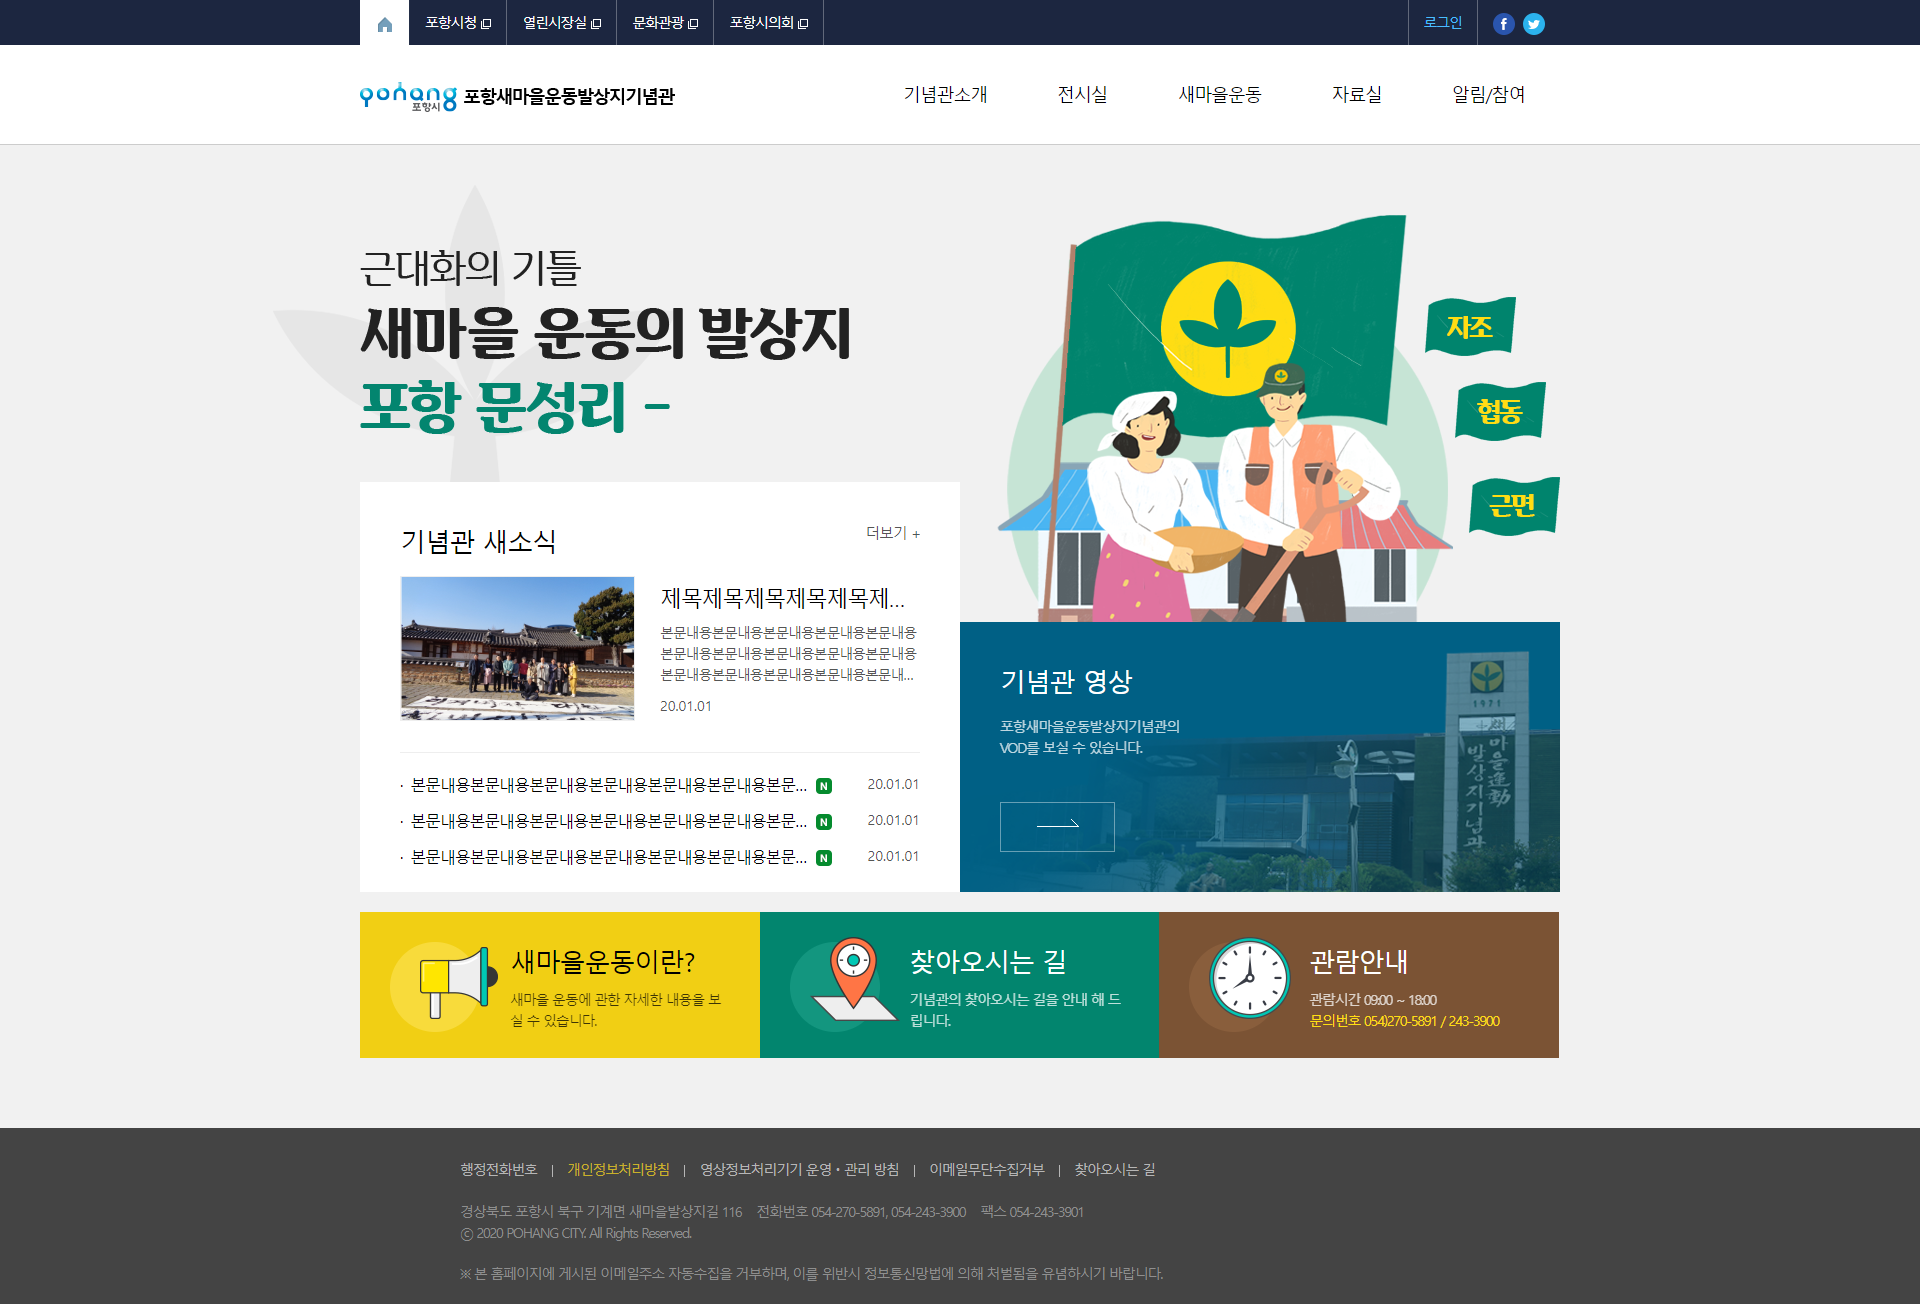 포항시청
열린시장실
문화관광
포항시의회
로그인
pohang 포항시
포항새마을운동발상지기념관
기념관소개
전시실
새마을운동
자료실
알림/참여
근대화의 기틀
새마을 운동의 발상지
포항 문성리 -
자조
협동
근면
기념관 새소식
더보기 +
제목제목제목제목제목제...
본문내용본문내용본문내용본문내용본문내용
본문내용본문내용본문내용본문내용본문내용
본문내용본문내용본문내용본문내용본문내...
20.01.01
· 본문내용본문내용본문내용본문내용본문내용본문내용본문... N 20.01.01
· 본문내용본문내용본문내용본문내용본문내용본문내용본문... N 20.01.01
· 본문내용본문내용본문내용본문내용본문내용본문내용본문... N 20.01.01
기념관 영상
포항새마을운동발상지기념관의
VOD를 보실 수 있습니다.
1971
새마을運動
발상지기념관
새마을운동이란?
새마을 운동에 관한 자세한 내용을 보
실 수 있습니다.
찾아오시는 길
기념관의 찾아오시는 길을 안내 해 드
립니다.
관람안내
관람시간 09:00 ~ 18:00
문의번호 054)270-5891 / 243-3900
행정전화번호 | 개인정보처리방침 | 영상정보처리기기 운영·관리 방침 | 이메일무단수집거부 | 찾아오시는 길
경상북도 포항시 북구 기계면 새마을발상지길 116 전화번호 054-270-5891, 054-243-3900 팩스 054-243-3901
ⓒ 2020 POHANG CITY. All Rights Reserved.
※ 본 홈페이지에 게시된 이메일주소 자동수집을 거부하며, 이를 위반시 정보통신망법에 의해 처벌됨을 유념하시기 바랍니다.